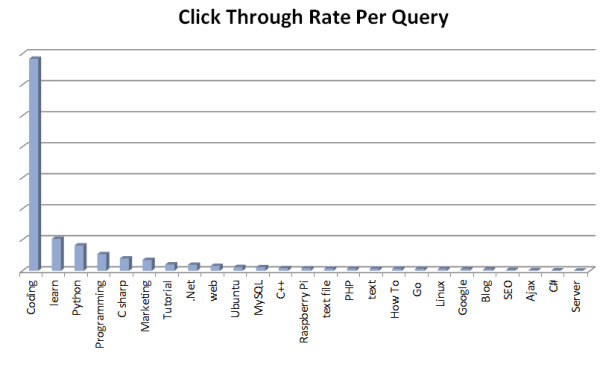 Click Through Rate Per Query
Coding
learn
Python
Programming
C sharp
Marketing
Tutorial
.Net
web
Ubuntu
MySQL
C++
Raspberry Pi
text file
PHP
text
How To
Go
Linux
Google
Blog
SEO
Ajax
C#
Server